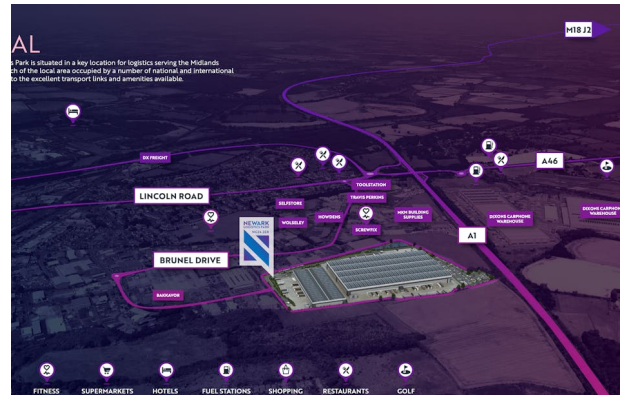 M18 J2
AL
s Park is situated in a key location for logistics serving the Midlands
ch of the local area occupied by a number of national and international
to the excellent transport links and amenities available.
DX FREIGHT
A46
TOOLSTATION
LINCOLN ROAD
TRAVIS PERKINS
SELFSTORE
HOWDENS
HKM BUILDING
SUPPLIES
DIXONS CARPHONE
WAREHOUSE
DIXONS CARPHON
WAREHOUSE
WOLSELEY
SCREWFIX
NEWARK
A1
BRUNEL DRIVE
BAKKAVOR
FITNESS
SUPERMARKETS
HOTELS
FUEL STATIONS
SHOPPING
RESTAURANTS
GOLF